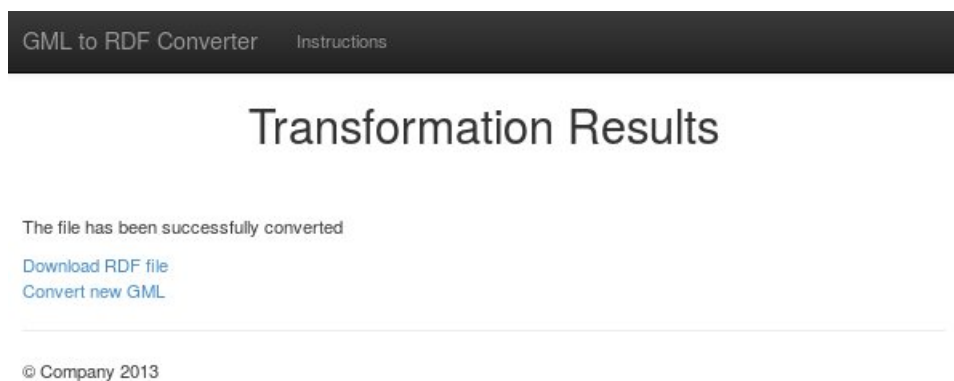 GML to RDF Converter Instructions
Transformation Results
The file has been successfully converted
Download RDF file
Convert new GML
© Company 2013